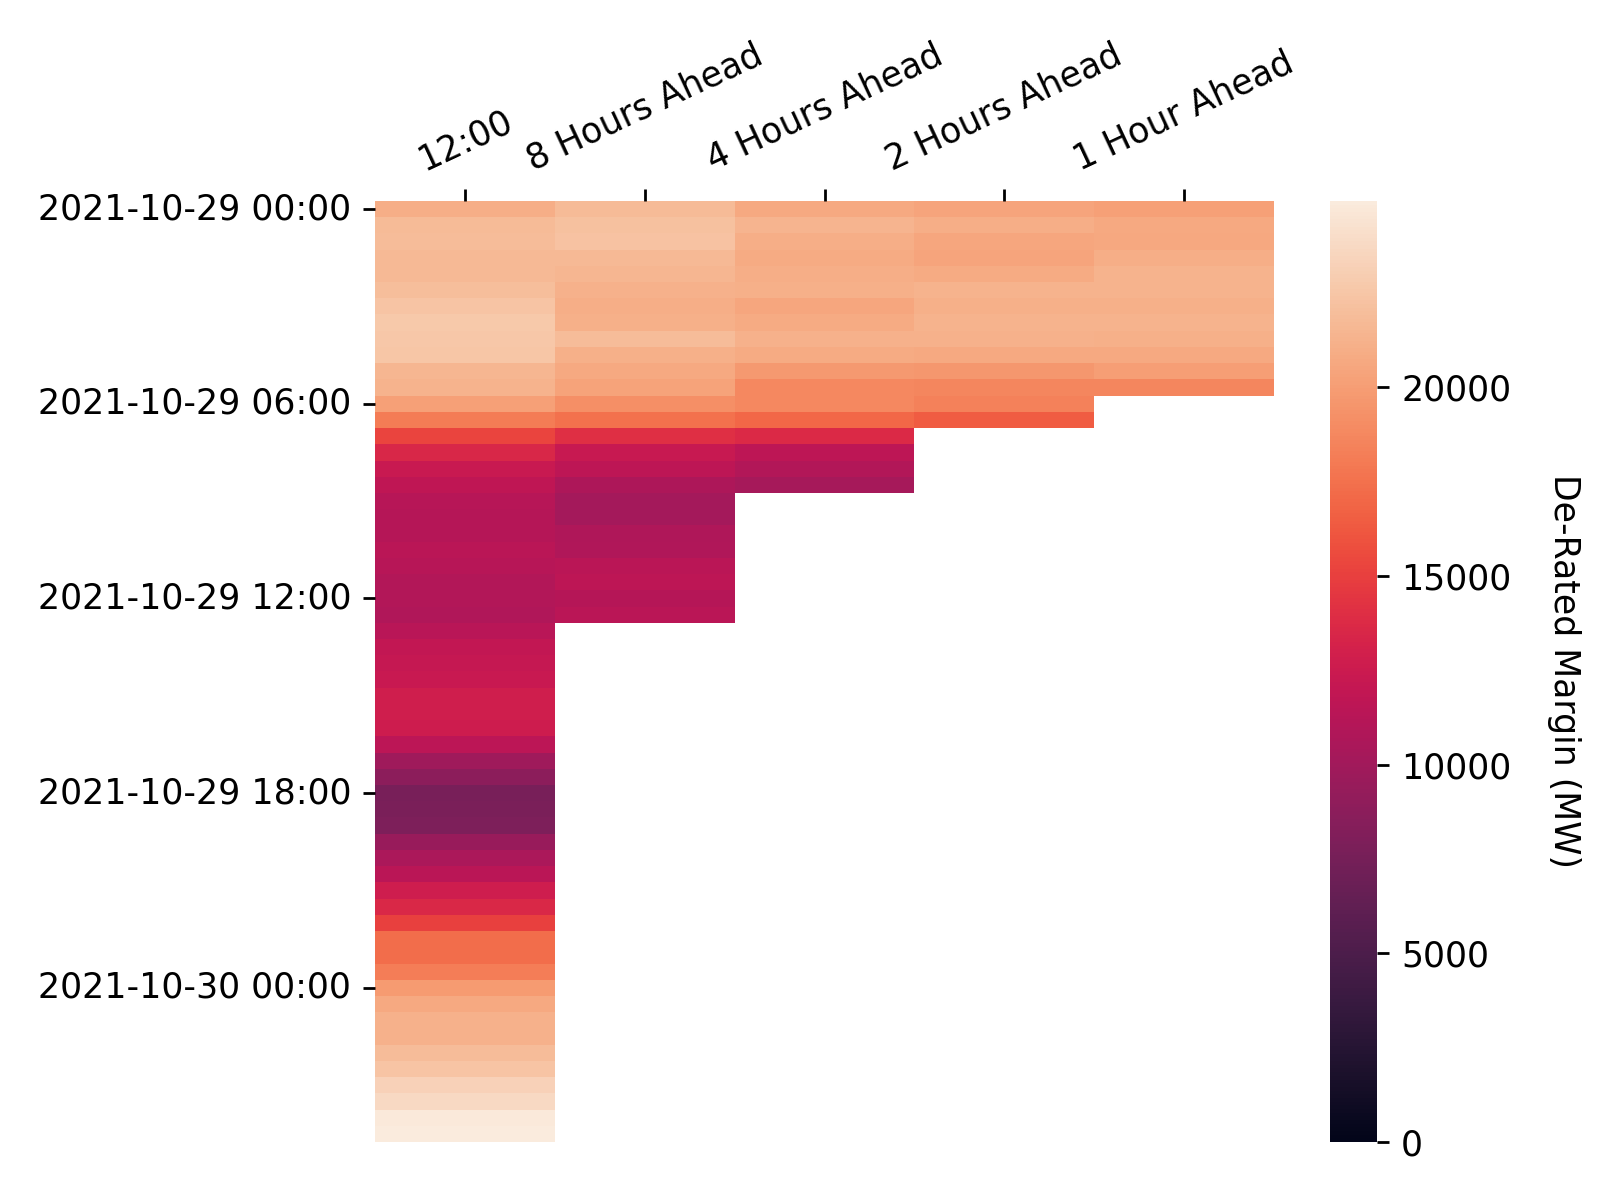 12:00
8 Hours Ahead
4 Hours Ahead
2 Hours Ahead
1 Hour Ahead
2021-10-29 00:00
2021-10-29 06:00
2021-10-29 12:00
2021-10-29 18:00
2021-10-30 00:00
20000
15000
10000
5000
0
De-Rated Margin (MW)